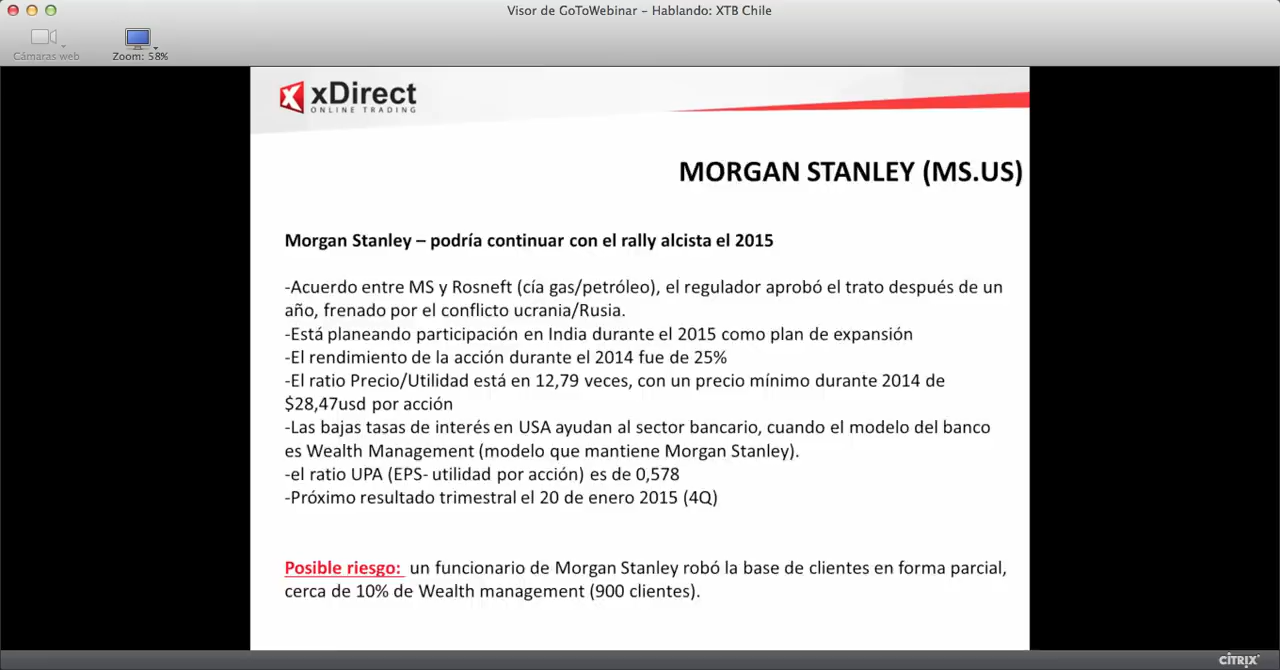 Visor de GoToWebinar – Hablando: XTB Chile
Cámaras web
Zoom: 58%
xDirect
ONLINE TRADING
MORGAN STANLEY (MS.US)
Morgan Stanley – podría continuar con el rally alcista el 2015
-Acuerdo entre MS y Rosneft (cía gas/petróleo), el regulador aprobó el trato después de un
año, frenado por el conflicto ucrania/Rusia.
-Está planeando participación en India durante el 2015 como plan de expansión
-El rendimiento de la acción durante el 2014 fue de 25%
-El ratio Precio/Utilidad está en 12,79 veces, con un precio mínimo durante 2014 de
$28,47usd por acción
-Las bajas tasas de interés en USA ayudan al sector bancario, cuando el modelo del banco
es Wealth Management (modelo que mantiene Morgan Stanley).
-el ratio UPA (EPS- utilidad por acción) es de 0,578
-Próximo resultado trimestral el 20 de enero 2015 (4Q)
Posible riesgo: un funcionario de Morgan Stanley robó la base de clientes en forma parcial,
cerca de 10% de Wealth management (900 clientes).
CITRIX